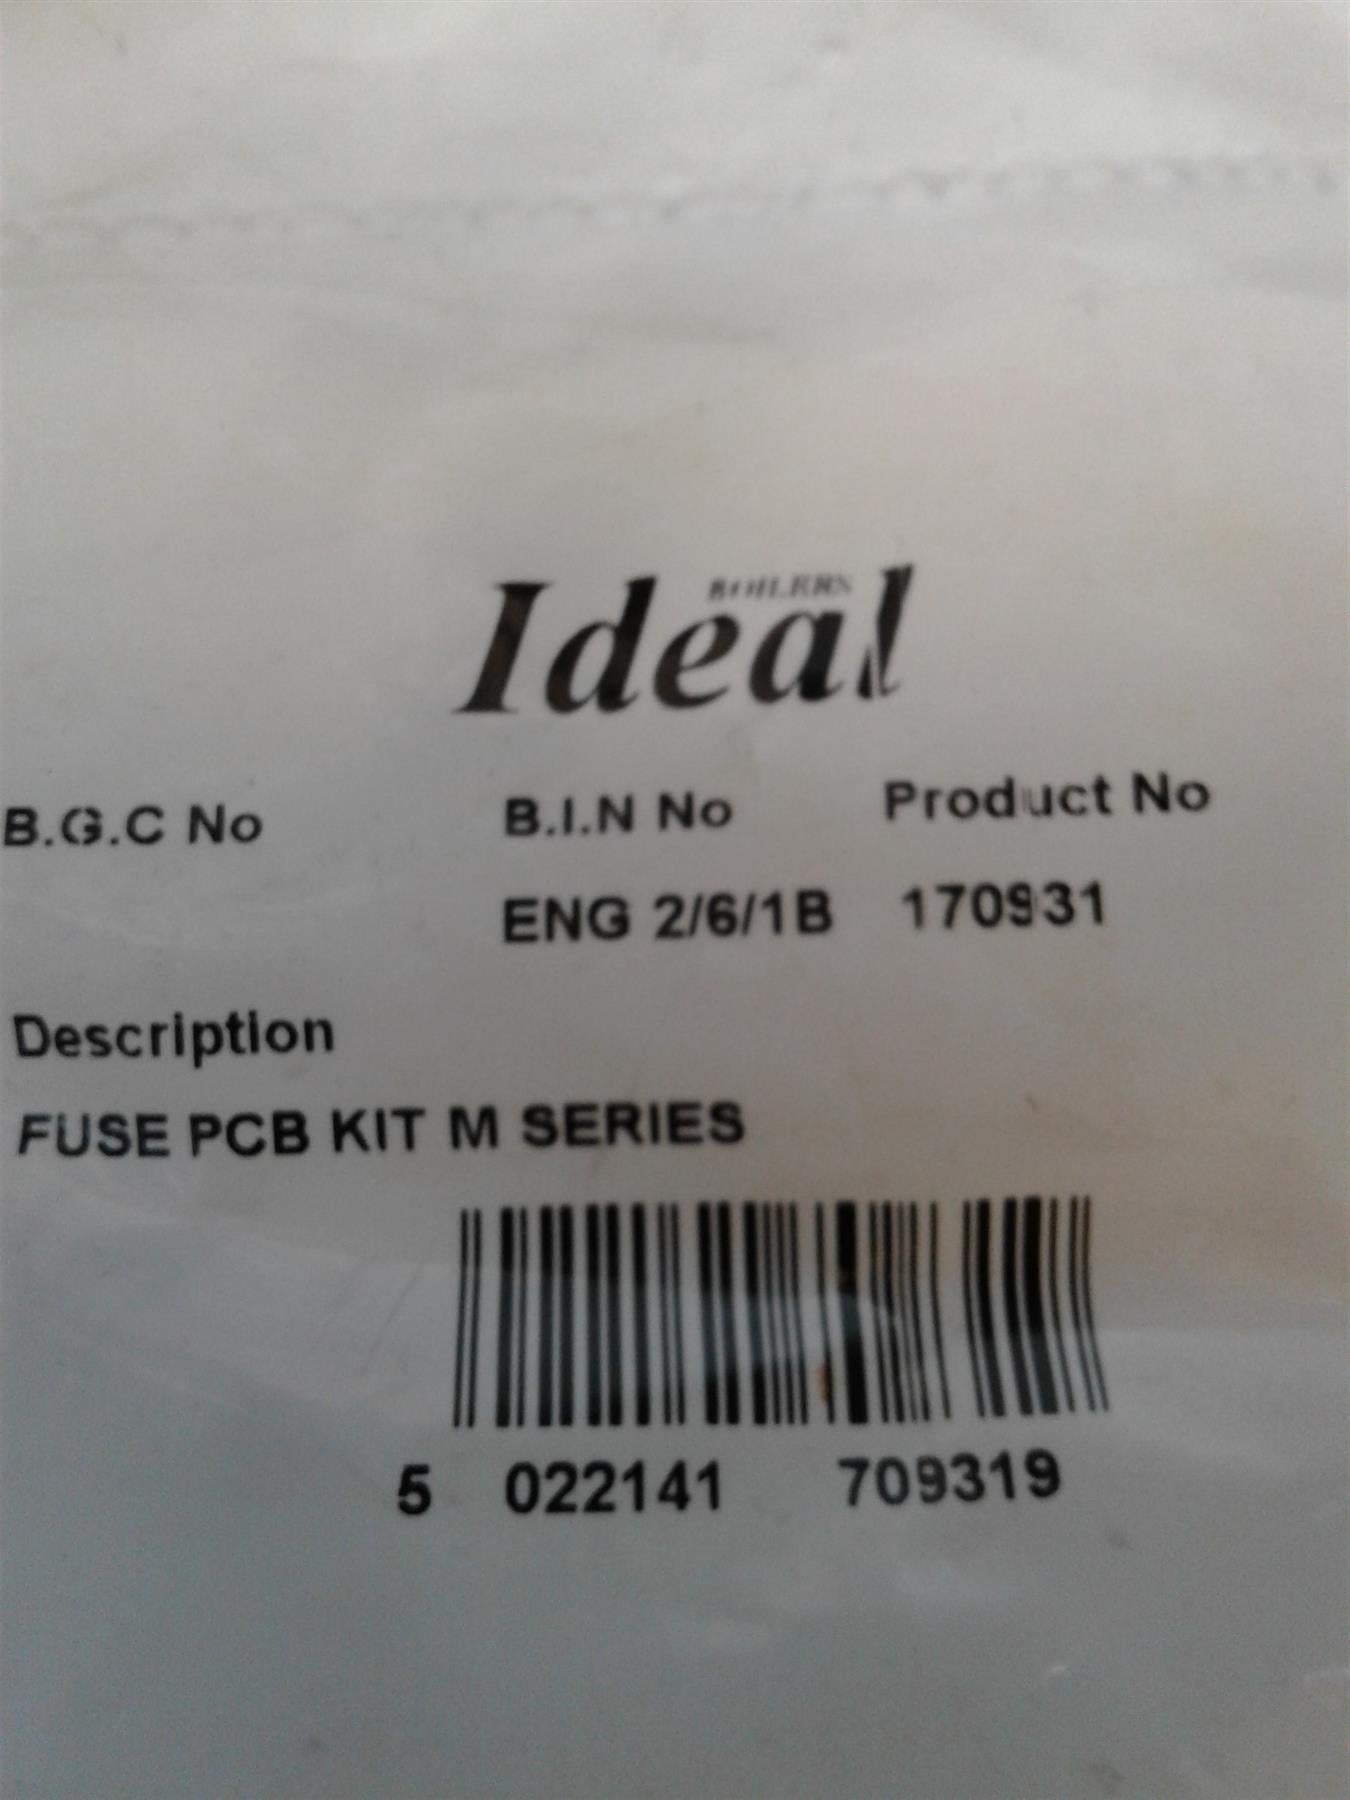 BOILERS
Ideal
B.G.C No B.I.N No Product No
ENG 2/6/1B 170931
Description
FUSE PCB KIT M SERIES
5 022141 709319